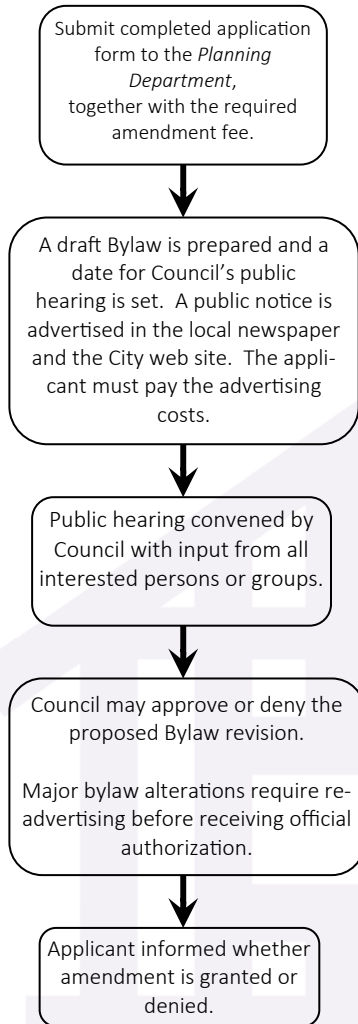 Submit completed application
form to the Planning
Department,
together with the required
amendment fee.
A draft Bylaw is prepared and a
date for Council's public
hearing is set. A public notice is
advertised in the local newspaper
and the City web site. The appli-
cant must pay the advertising
costs.
Public hearing convened by
Council with input from all
interested persons or groups.
Council may approve or deny the
proposed Bylaw revision.
Major bylaw alterations require re-
advertising before receiving official
authorization.
Applicant informed whether
amendment is granted or
denied.